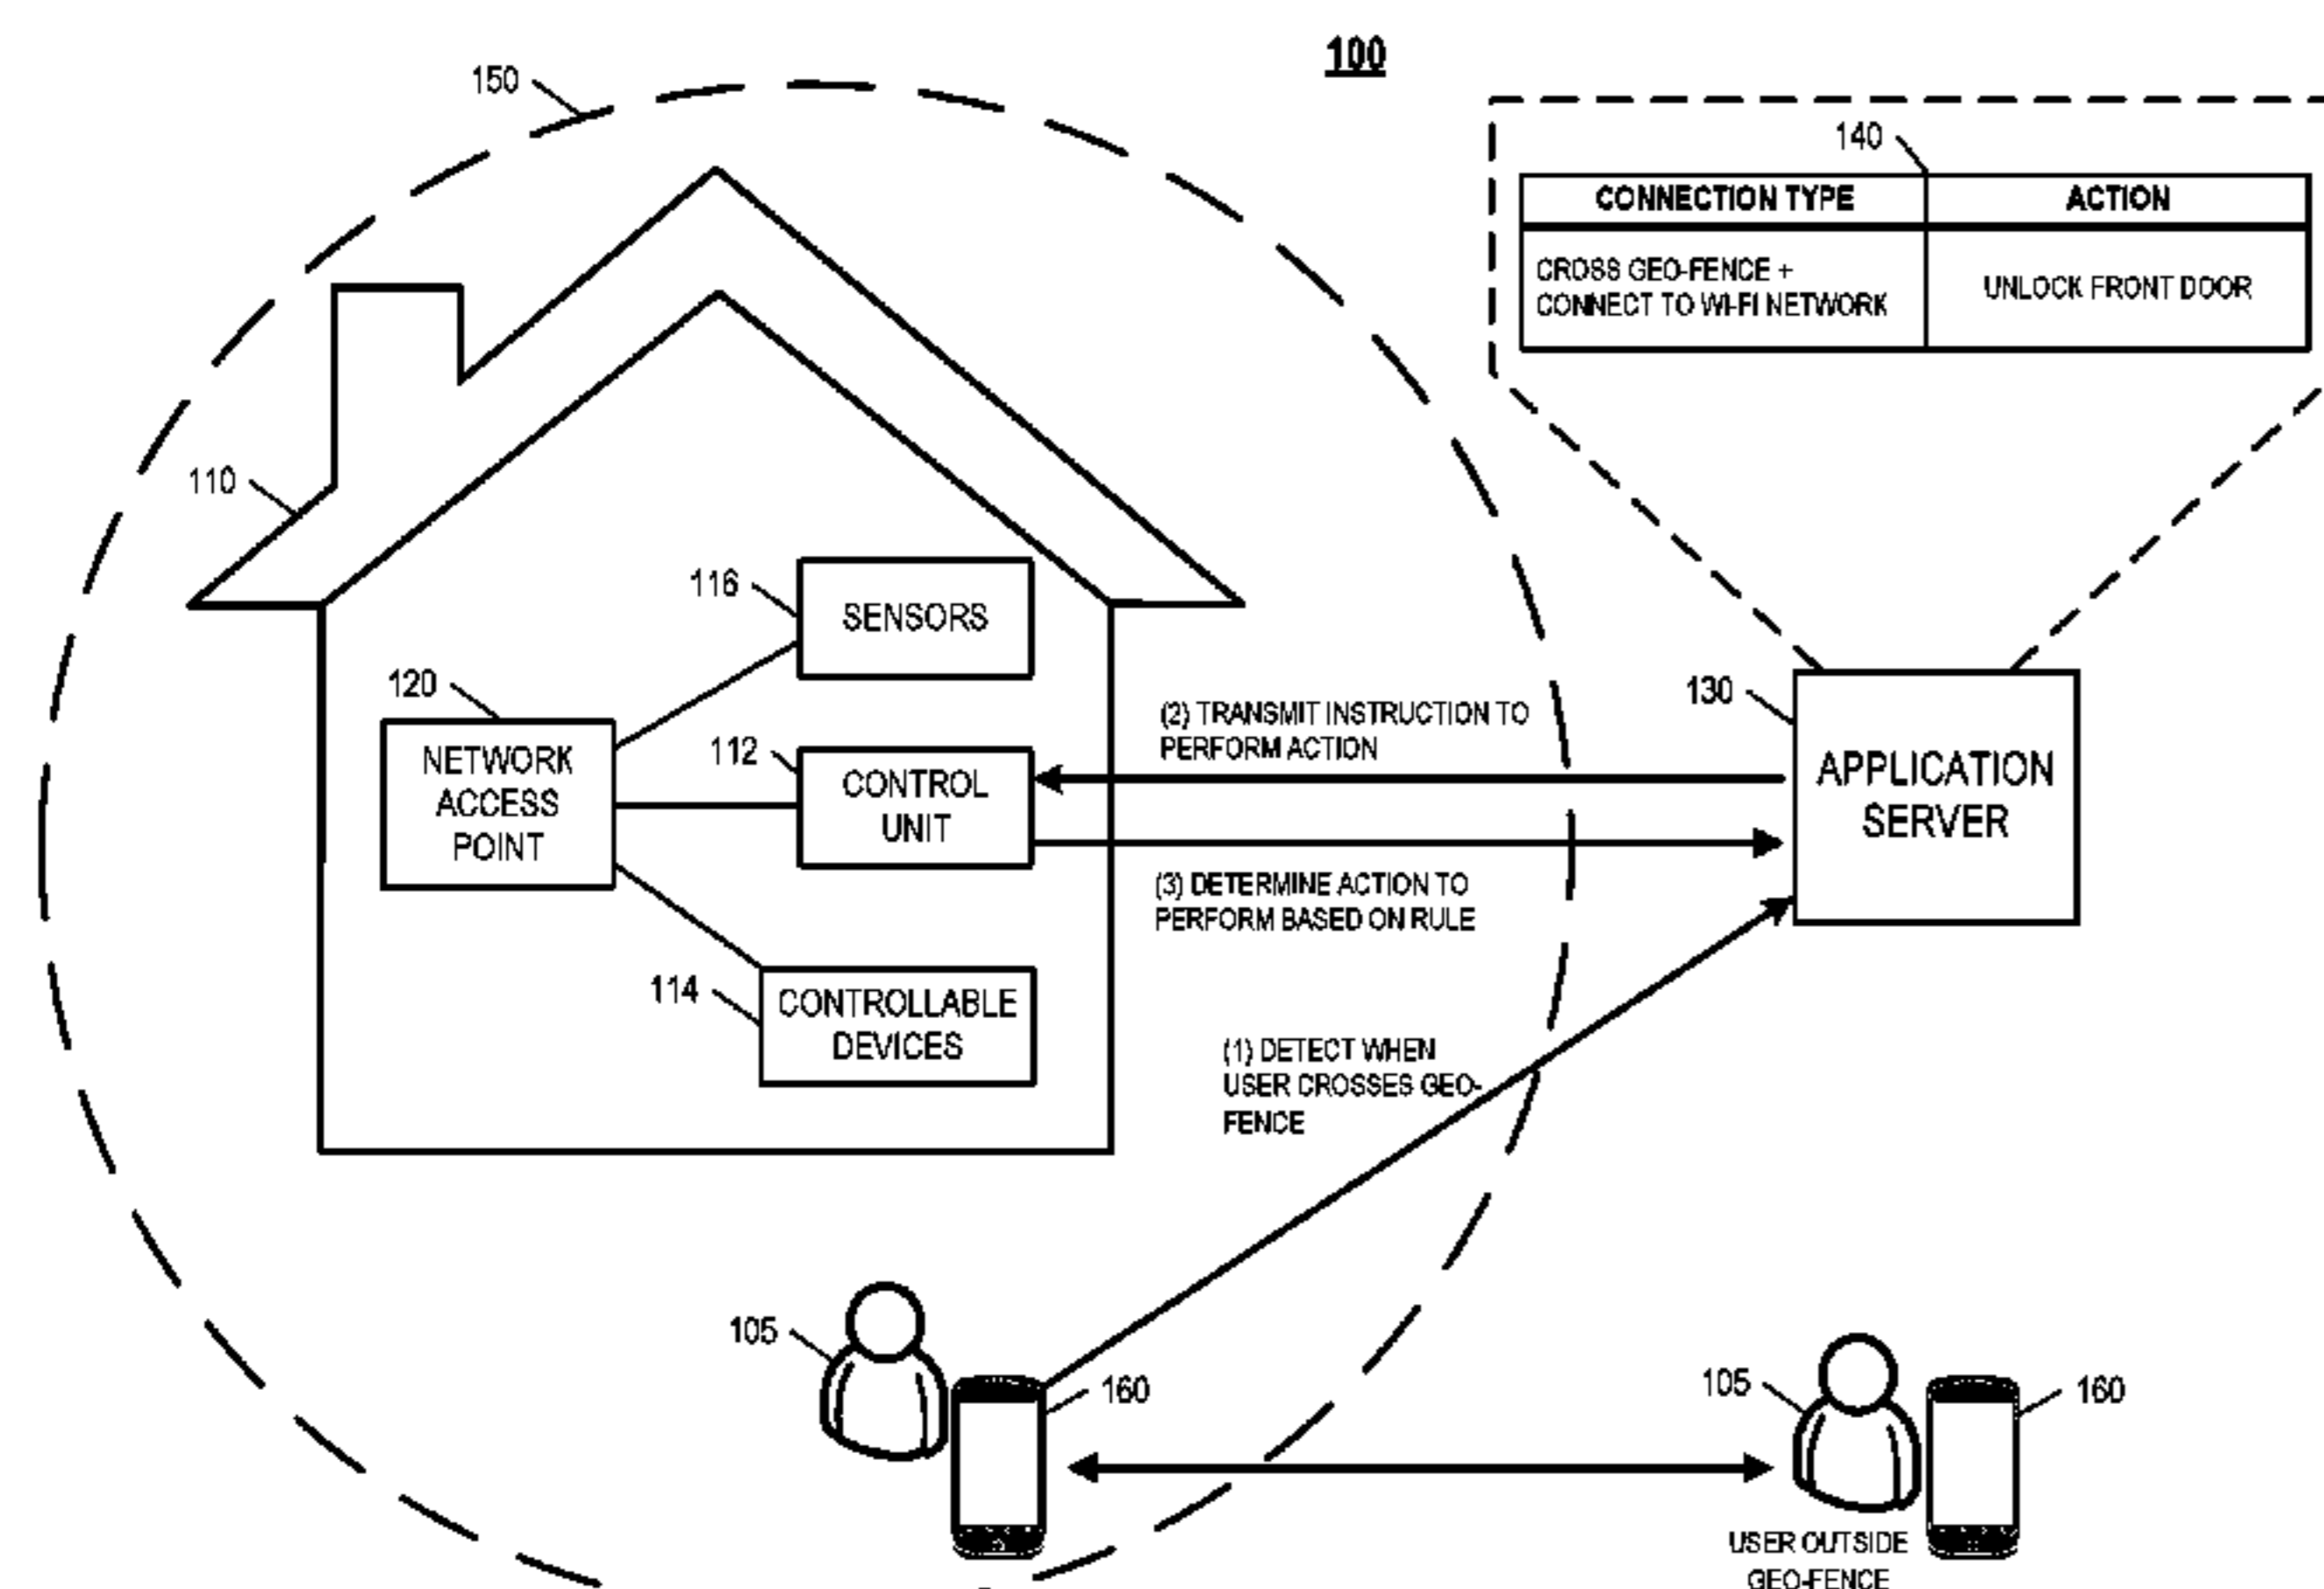 100
150
140
CONNECTION TYPE
ACTION
CROSS GEO-FENCE +
CONNECT TO WI-FI NETWORK
UNLOCK FRONT DOOR
110
116
SENSORS
120
NETWORK
ACCESS
POINT
112
CONTROL
UNIT
(2) TRANSMIT INSTRUCTION TO
PERFORM ACTION
130
APPLICATION
SERVER
(3) DETERMINE ACTION TO
PERFORM BASED ON RULE
114
CONTROLLABLE
DEVICES
(1) DETECT WHEN
USER CROSSES GEO-
FENCE
105
160
105
160
USER OUTSIDE
GEO-FENCE